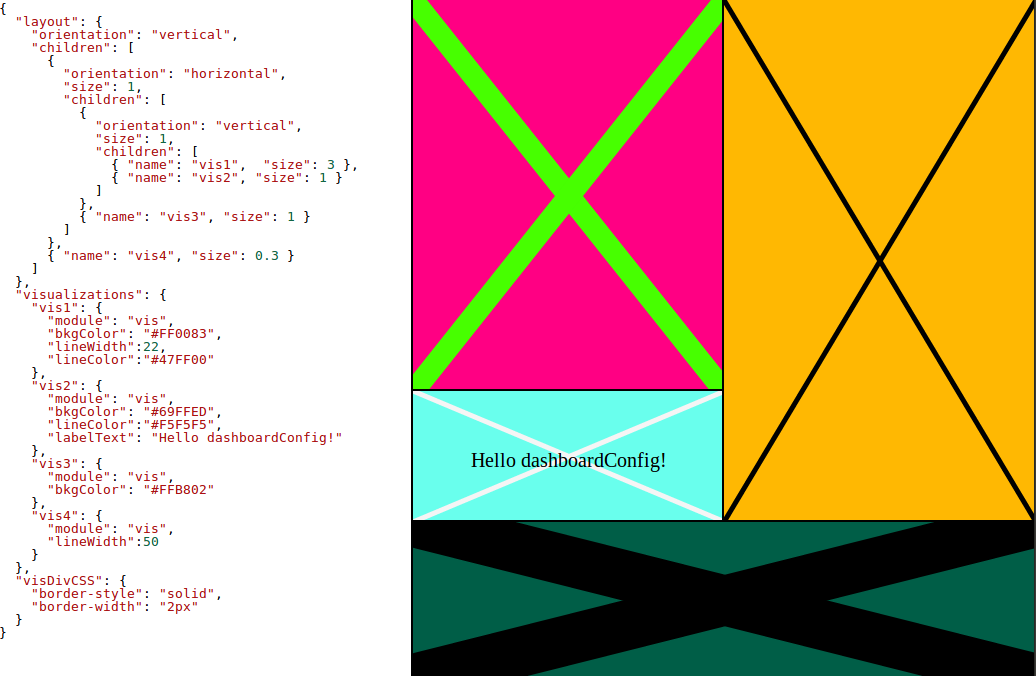 {
  "layout": {
    "orientation": "vertical",
    "children": [
      {
        "orientation": "horizontal",
        "size": 1,
        "children": [
          {
            "orientation": "vertical",
            "size": 1,
            "children": [
              { "name": "vis1",  "size": 3 },
              { "name": "vis2", "size": 1 }
            ]
          },
          { "name": "vis3", "size": 1 }
        ]
      },
      { "name": "vis4", "size": 0.3 }
    ]
  },
  "visualizations": {
    "vis1": {
      "module": "vis",
      "bkgColor": "#FF0083",
      "lineWidth":22,
      "lineColor":"#47FF00"
    },
    "vis2": {
      "module": "vis",
      "bkgColor": "#69FFED",
      "lineColor":"#F5F5F5",
      "labelText": "Hello dashboardConfig!"
    },
    "vis3": {
      "module": "vis",
      "bkgColor": "#FFB802"
    },
    "vis4": {
      "module": "vis",
      "lineWidth":50
    }
  },
  "visDivCSS": {
    "border-style": "solid",
    "border-width": "2px"
  }
}
Hello dashboardConfig!